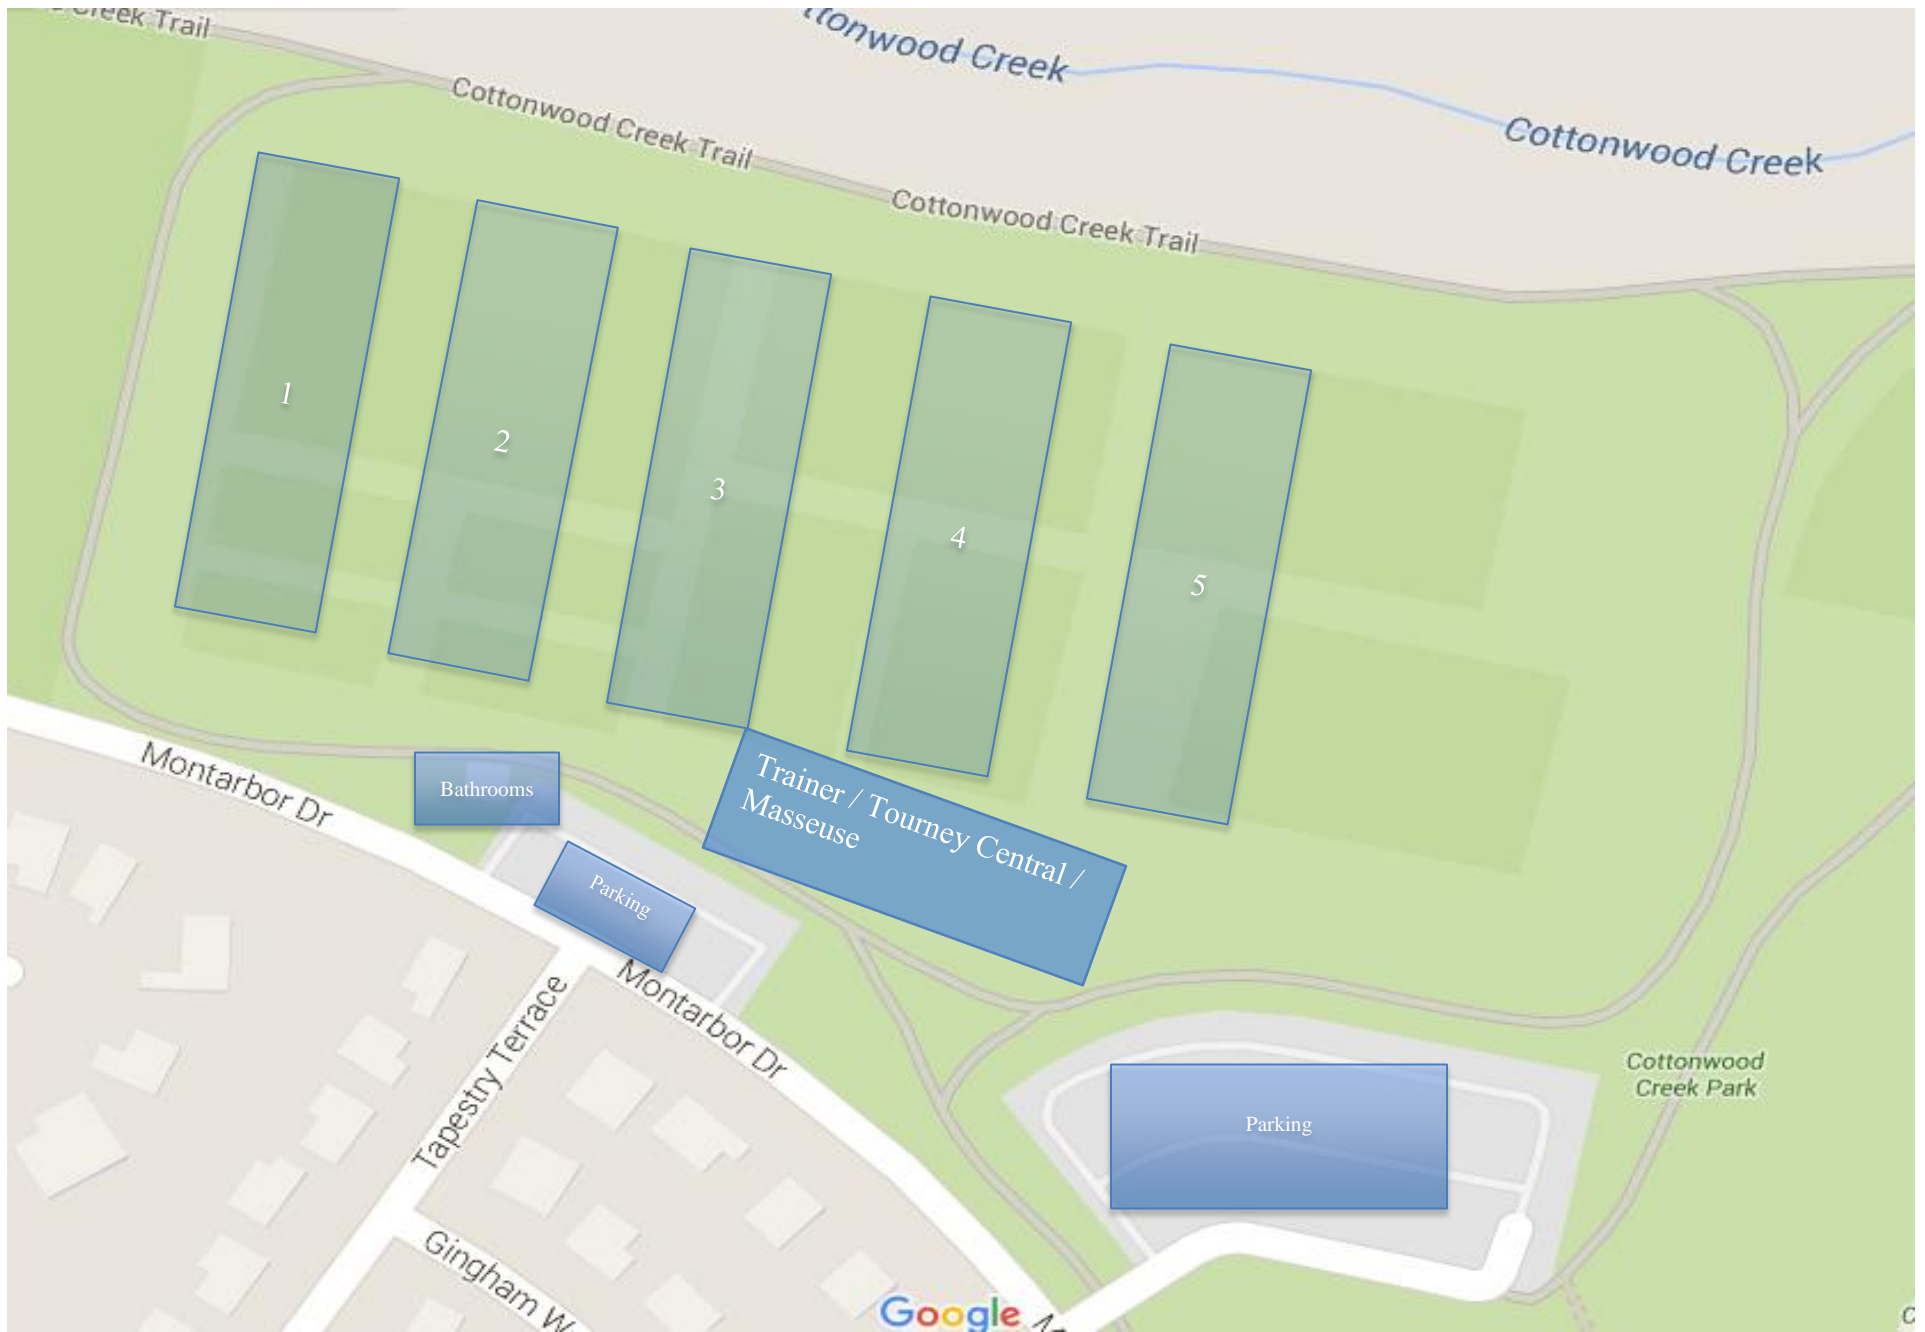 Creek Trail
Cottonwood Creek Trail
Cottonwood Creek Trail
Cottonwood Creek
Cottonwood Creek
1
2
3
4
5
Montarbor Dr
Bathrooms
Parking
Trainer / Tourney Central /
Masseuse
Montarbor Dr
Tapestry Terrace
Gingham W
Parking
Cottonwood
Creek Park
Google